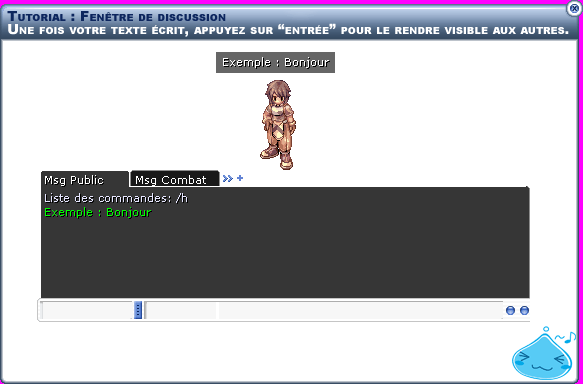 Tutorial : Fenêtre de discussion
Une fois votre texte écrit, appuyez sur “entrée” pour le rendre visible aux autres.
Exemple : Bonjour
Msg Public Msg Combat
Liste des commandes: /h
Exemple : Bonjour